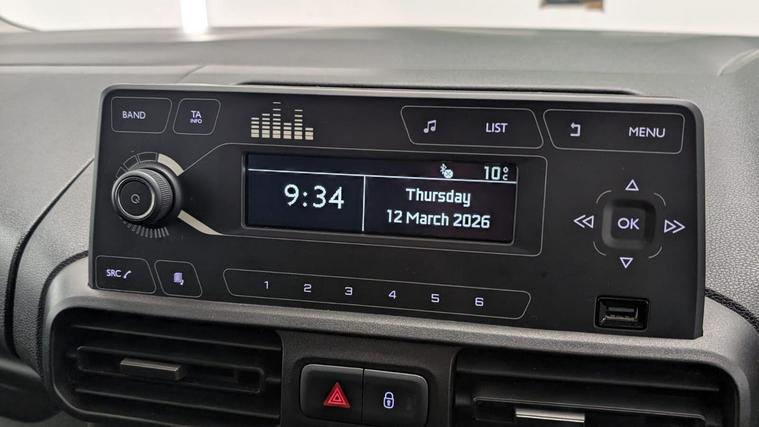 BAND
TA
INFO
LIST
MENU
10°C
9:34
Thursday
12 March 2026
OK
SRC
1 2 3 4 5 6